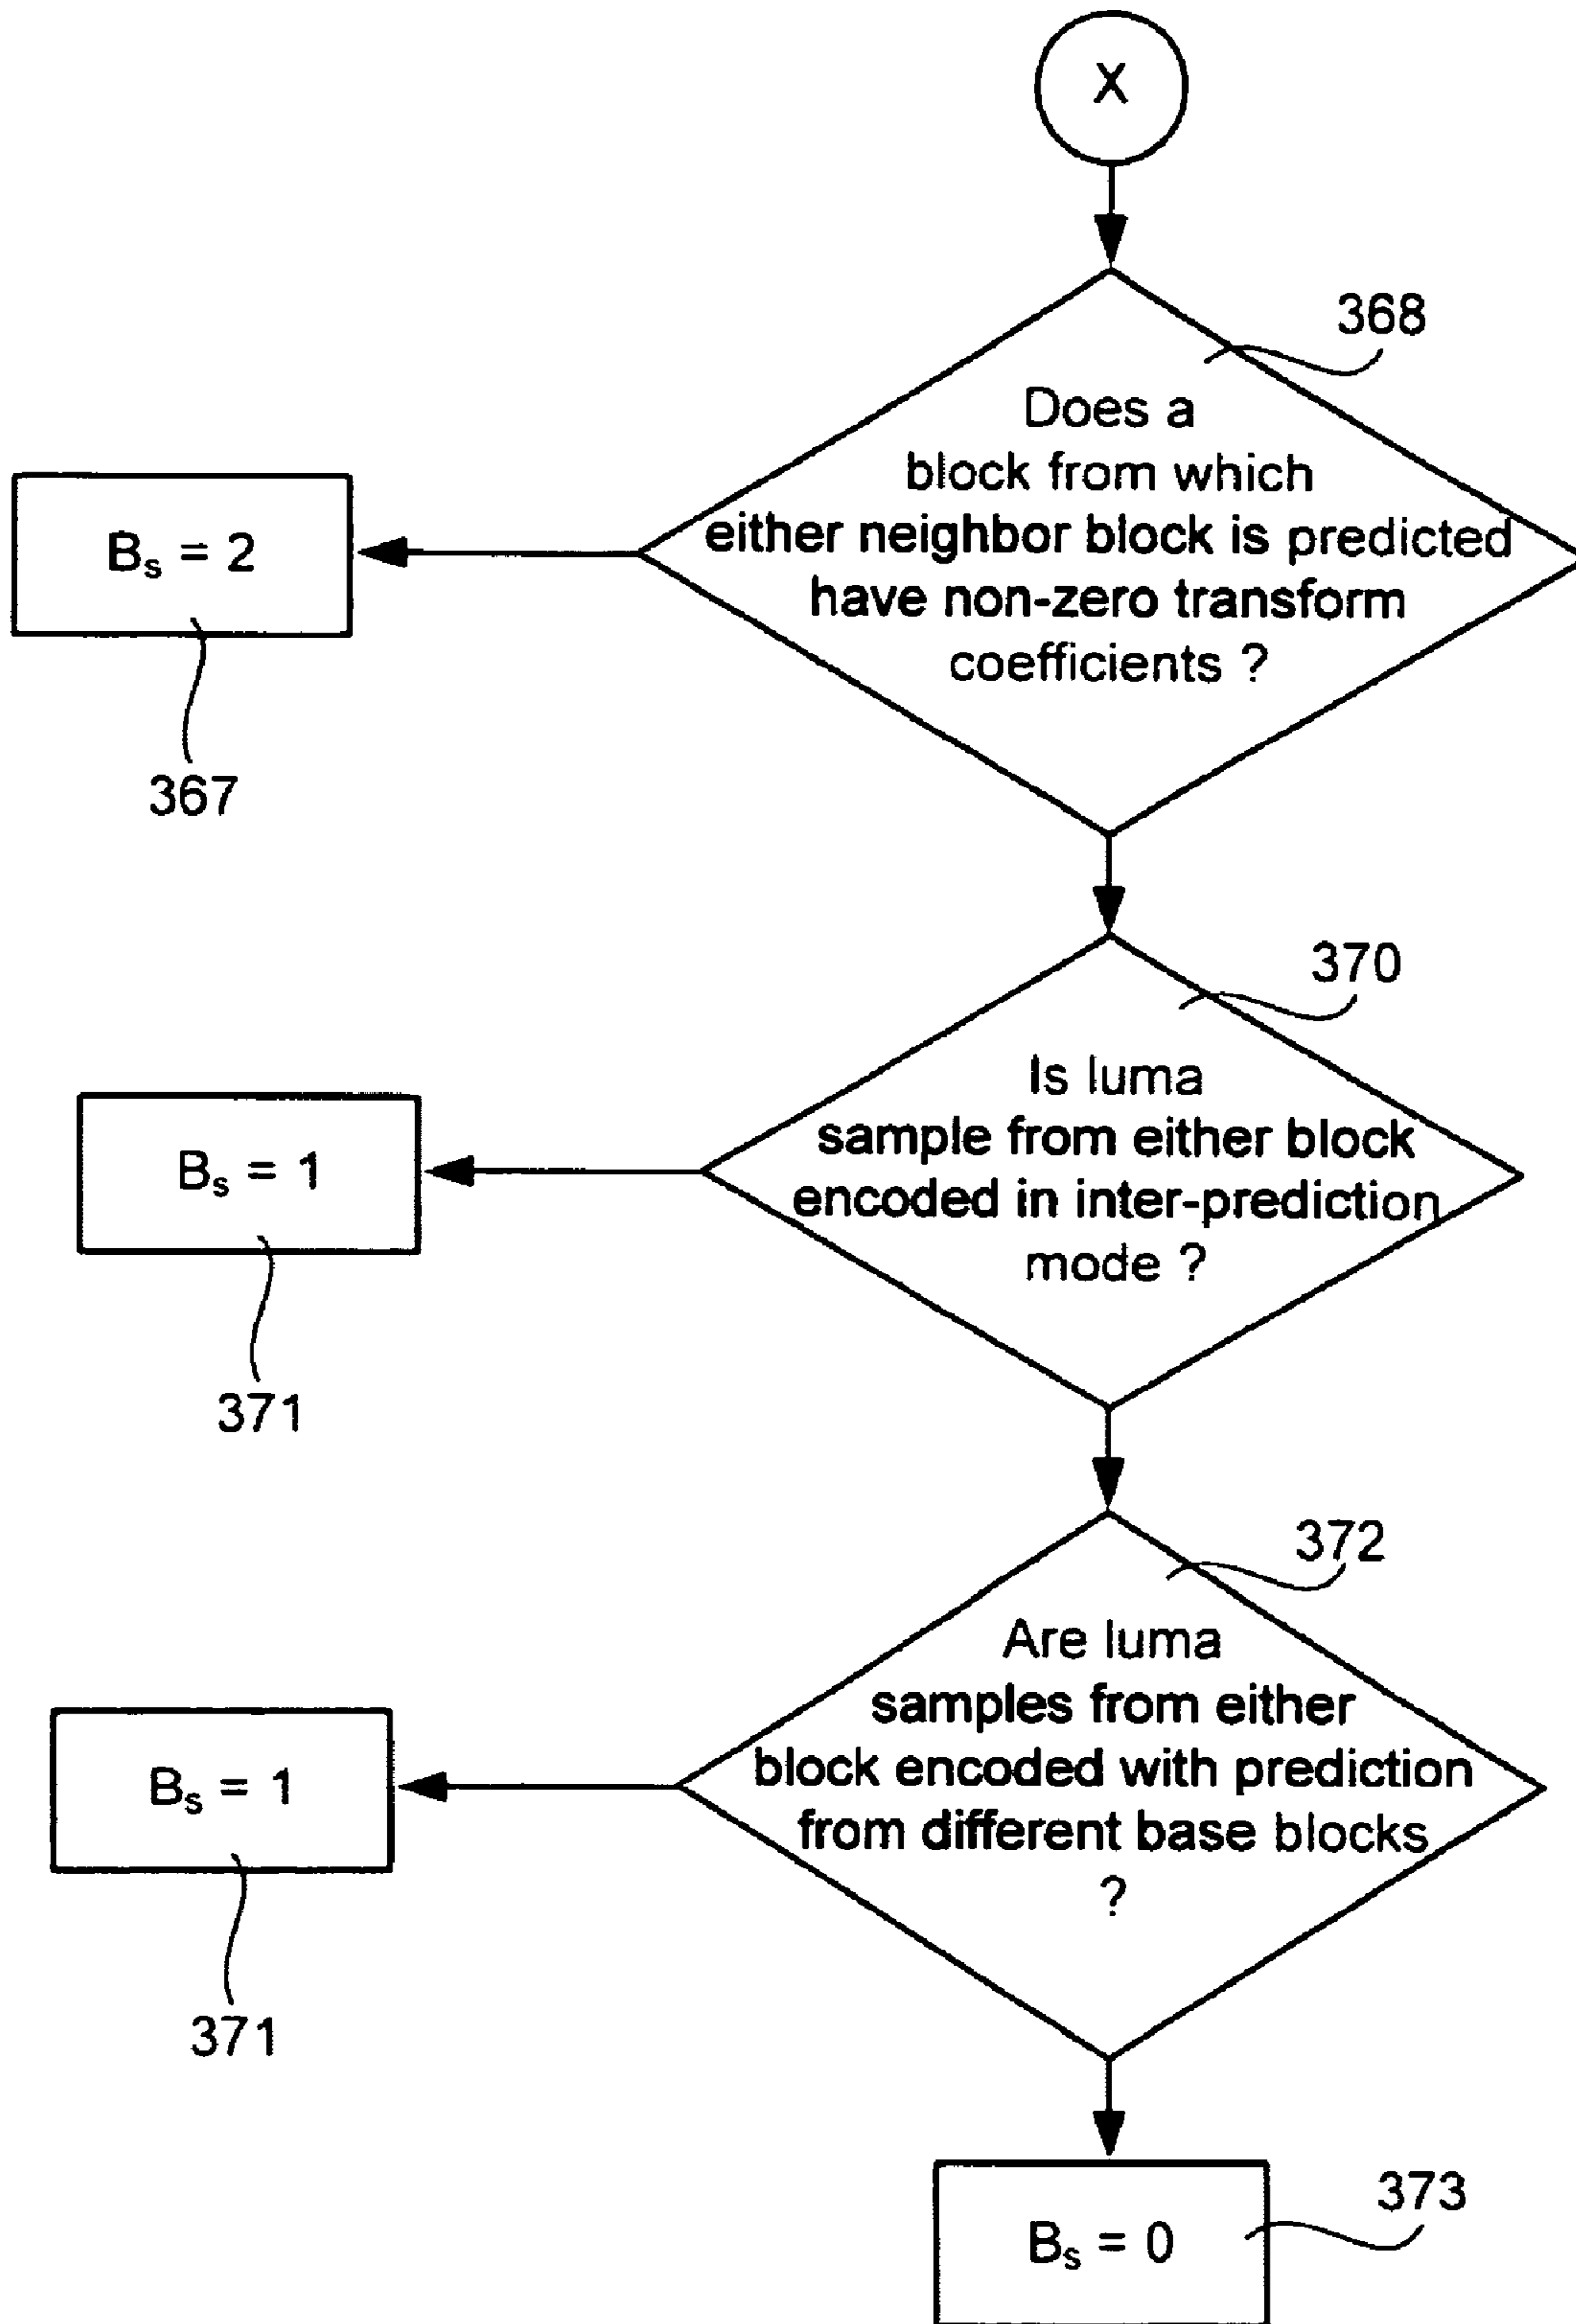 X
368
Does a
block from which
either neighbor block is predicted
have non-zero transform
coefficients ?
Bs = 2
367
370
Is luma
sample from either block
encoded in inter-prediction
mode ?
Bs = 1
371
372
Are luma
samples from either
block encoded with prediction
from different base blocks
?
Bs = 1
371
373
Bs = 0